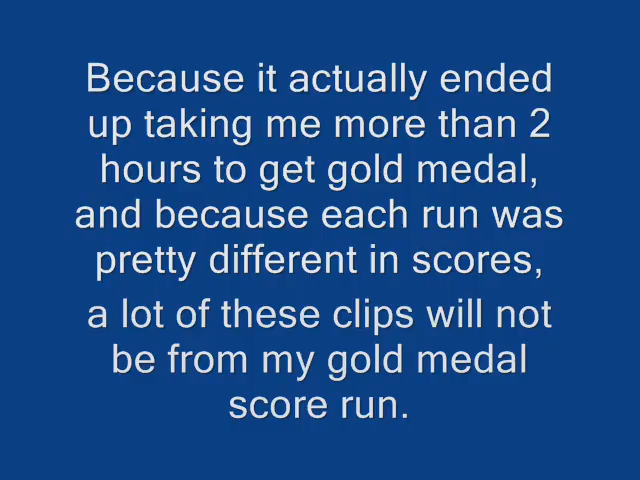 Because it actually ended
up taking me more than 2
hours to get gold medal,
and because each run was
pretty different in scores,
a lot of these clips will not
be from my gold medal
score run.